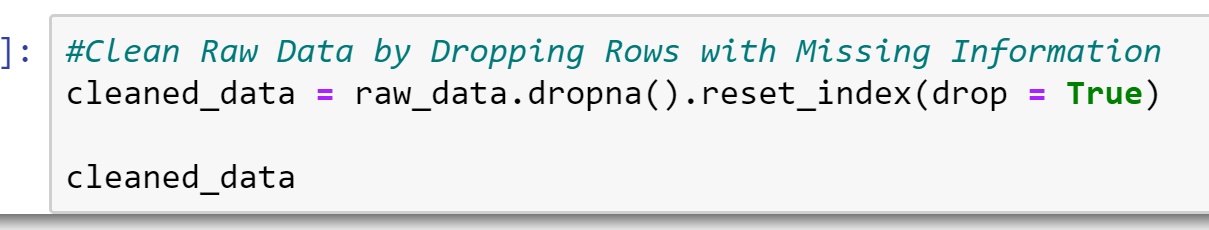 ]:
#Clean Raw Data by Dropping Rows with Missing Information
cleaned_data = raw_data.dropna().reset_index(drop = True)
cleaned_data